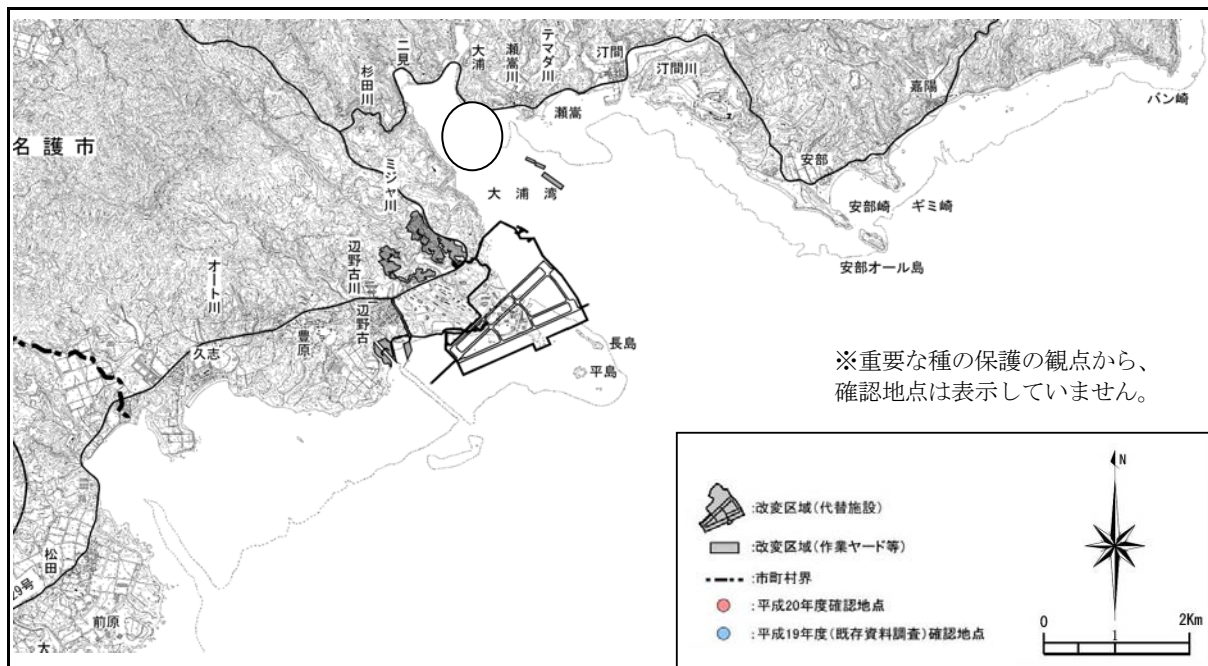 二見
大浦
瀬嵩川
テマダ川
汀間
汀間川
杉田川
瀬嵩
嘉陽
バン崎
名護市
ミジャ川
大浦湾
安部
安部崎
ギミ崎
安部オール島
辺野古川
オート川
辺野古
豊原
久志
長島
平島
※重要な種の保護の観点から、
確認地点は表示していません。
松田
29号
前原
大
N
:改変区域(代替施設)
:改変区域(作業ヤード等)
:市町村界
:平成20年度確認地点
:平成19年度(既存資料調査)確認地点
0 1 2Km